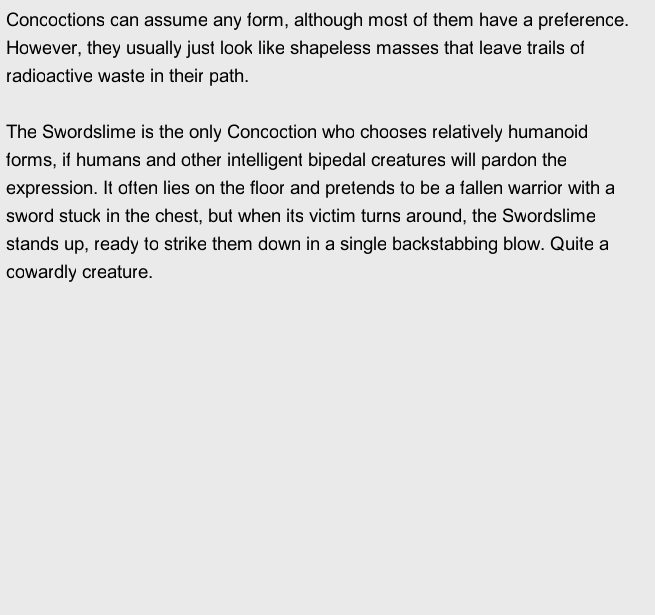 Concoctions can assume any form, although most of them have a preference.
However, they usually just look like shapeless masses that leave trails of
radioactive waste in their path.
The Swordslime is the only Concoction who chooses relatively humanoid
forms, if humans and other intelligent bipedal creatures will pardon the
expression. It often lies on the floor and pretends to be a fallen warrior with a
sword stuck in the chest, but when its victim turns around, the Swordslime
stands up, ready to strike them down in a single backstabbing blow. Quite a
cowardly creature.